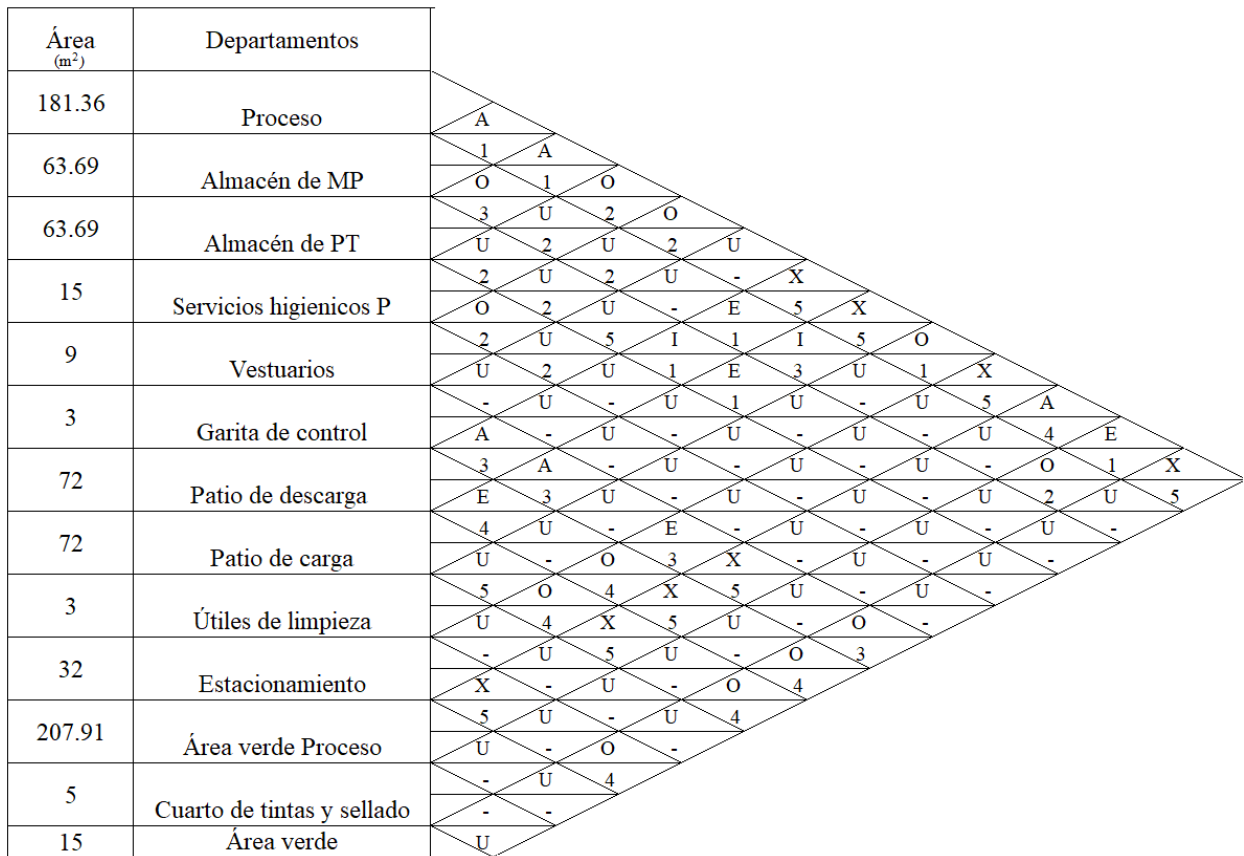 Área Departamentos
(m²)
181.36
Proceso A
1 A
63.69
Almacén de MP O 1 O
3 U 2 O
63.69
Almacén de PT U 2 U 2 U
2 U 2 U - X
15
Servicios higienicos P O 2 U - E 5 X
2 U 5 I 1 I 5 O
9
Vestuarios U 2 U 1 E 3 U 1 X
- U - U 1 U - U 5 A
3
Garita de control A - U - U - U - U 4 E
3 A - U - U - U - O 1 X
72
Patio de descarga E 3 U - U - U - U 2 U 5
4 U - E - U - U - U -
72
Patio de carga U - O 3 X - U - U -
5 O 4 X 5 U - U -
3
Útiles de limpieza U 4 X 5 U - O -
- U 5 U - O 3
32
Estacionamiento X - U - O 4
5 U - U 4
207.91
Área verde Proceso U - O -
- U 4
5
Cuarto de tintas y sellado - -
15 Área verde U